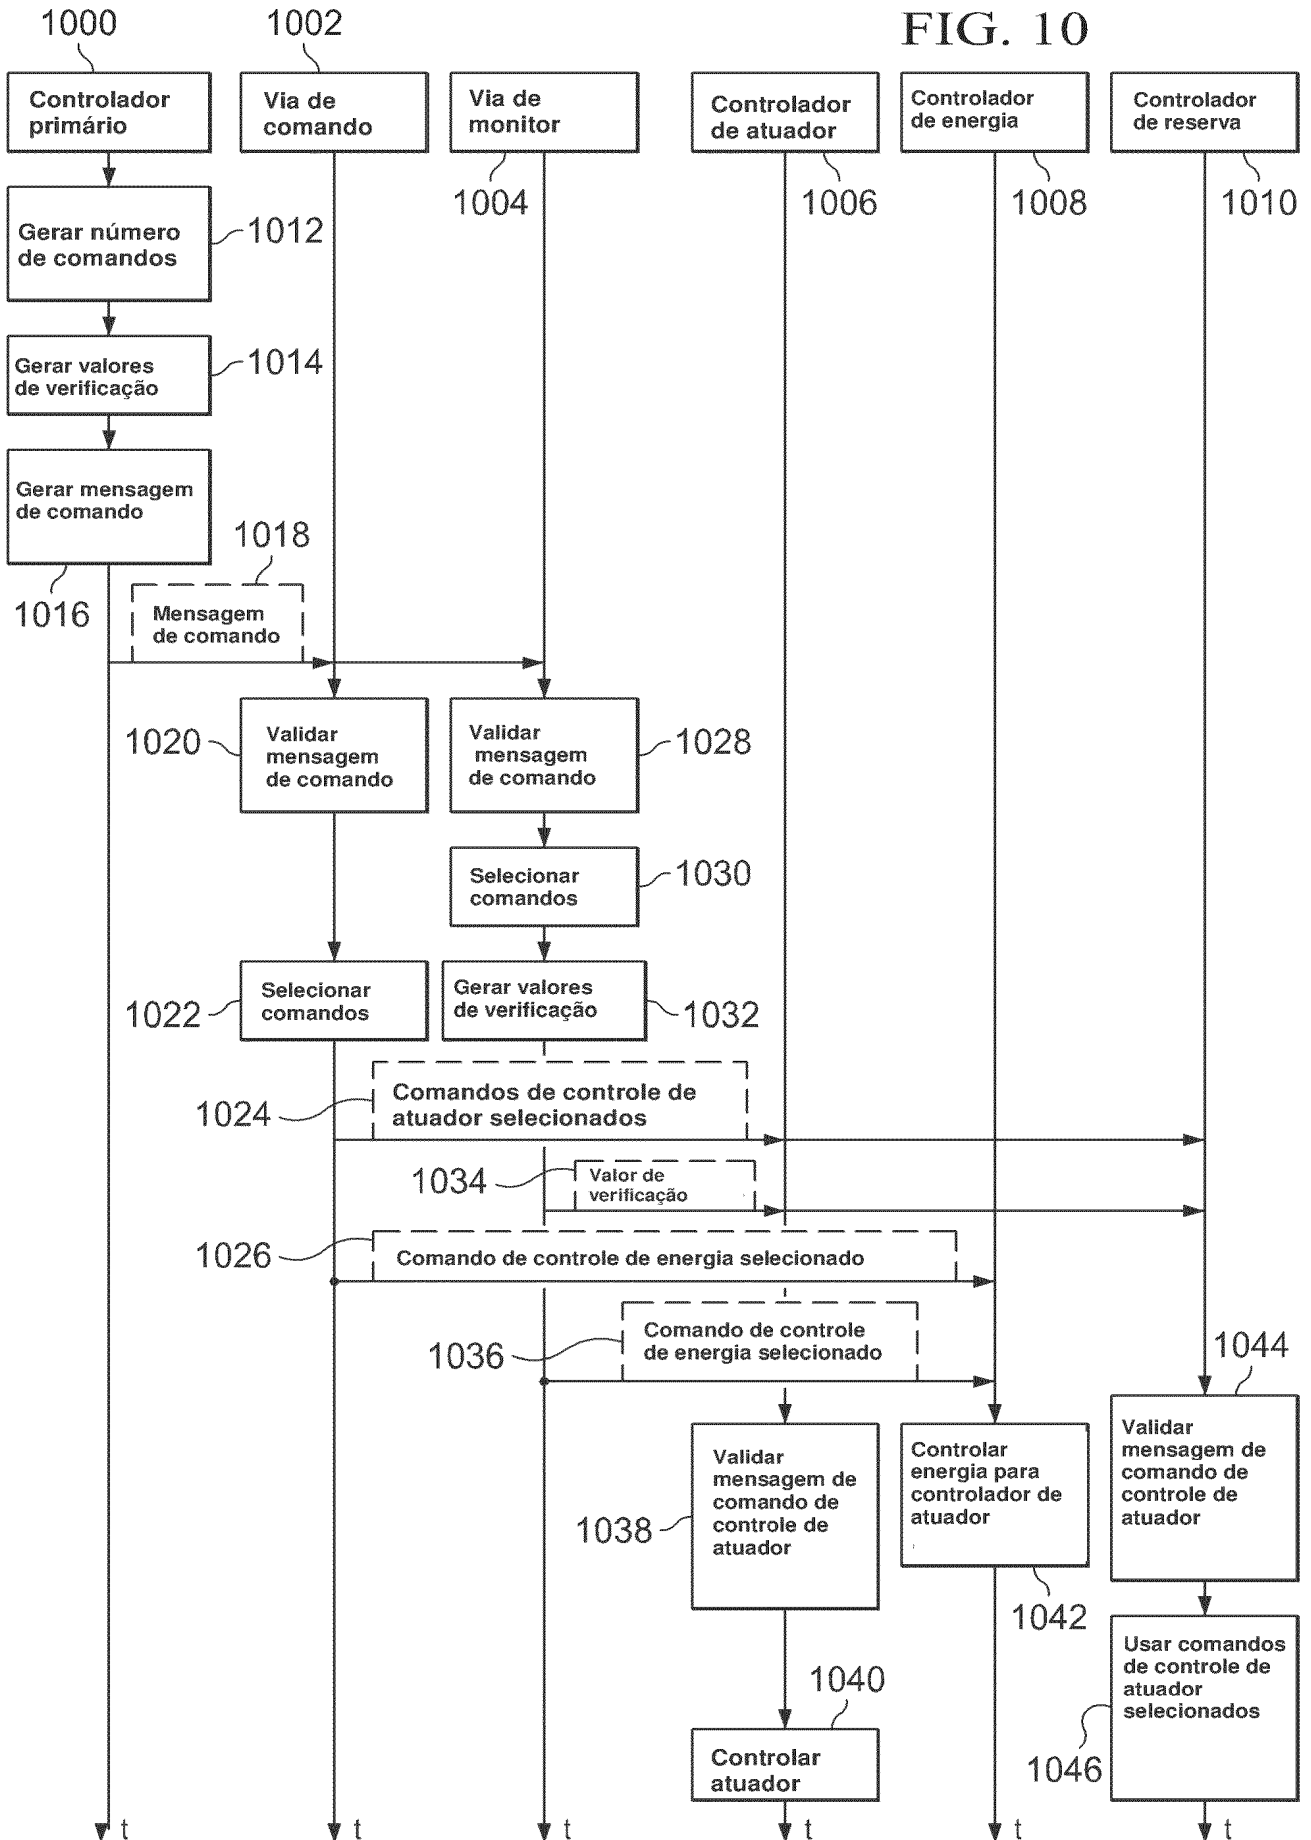 1000
1002
FIG. 10
Controlador
primário
Via de
comando
Via de
monitor
Controlador
de atuador
Controlador
de energia
Controlador
de reserva
1004
1006
1008
1010
Gerar número
de comandos
1012
Gerar valores
de verificação
1014
Gerar mensagem
de comando
1016
1018
Mensagem
de comando
1020
Validar
mensagem
de comando
Validar
mensagem
de comando
1028
Selecionar
comandos
1030
1022
Selecionar
comandos
Gerar valores
de verificação
1032
1024
Comandos de controle de
atuador selecionados
1034
Valor de
verificação
1026
Comando de controle de energia selecionado
1036
Comando de controle
de energia selecionado
1044
1038
Validar
mensagem de
comando de
controle de
atuador
Controlar
energia para
controlador de
atuador
1042
Validar
mensagem de
comando de
controle de
atuador
1040
Controlar
atuador
Usar comandos
de controle de
atuador
selecionados
1046
t
t
t
t
t
t